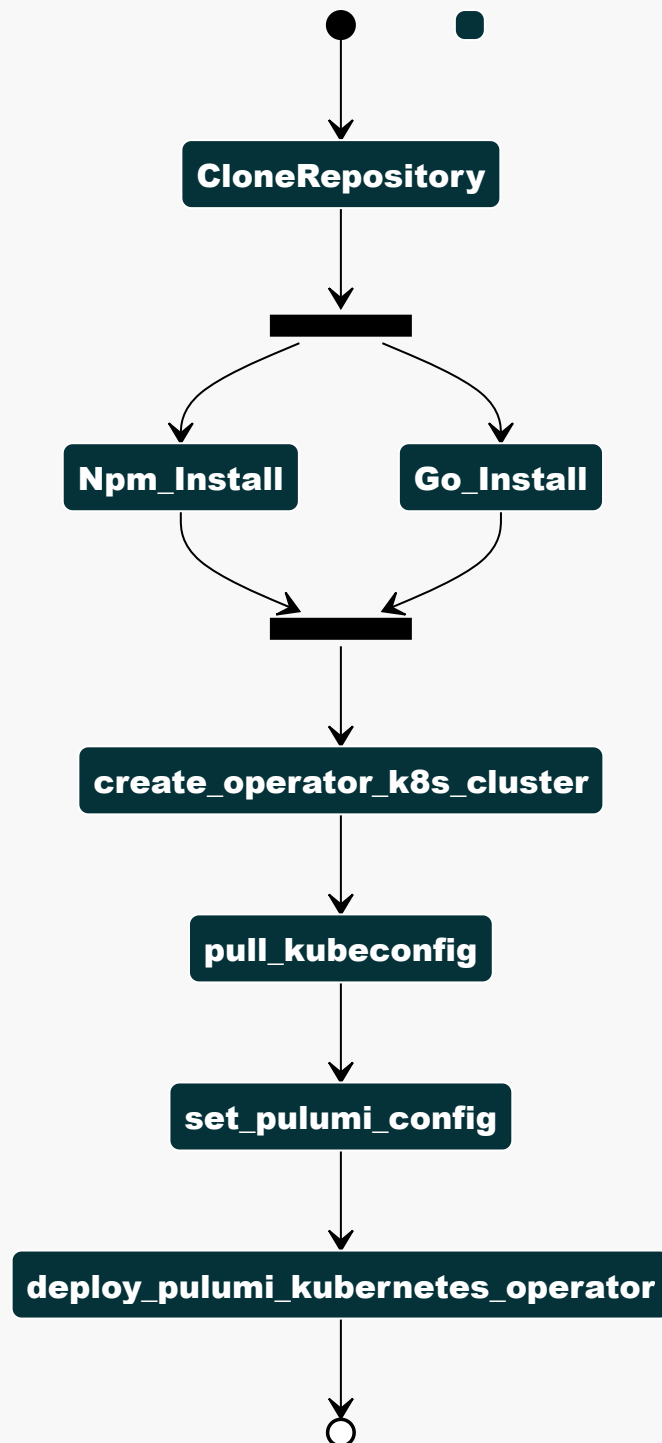 CloneRepository
Npm_Install
Go_Install
create_operator_k8s_cluster
pull_kubeconfig
set_pulumi_config
deploy_pulumi_kubernetes_operator